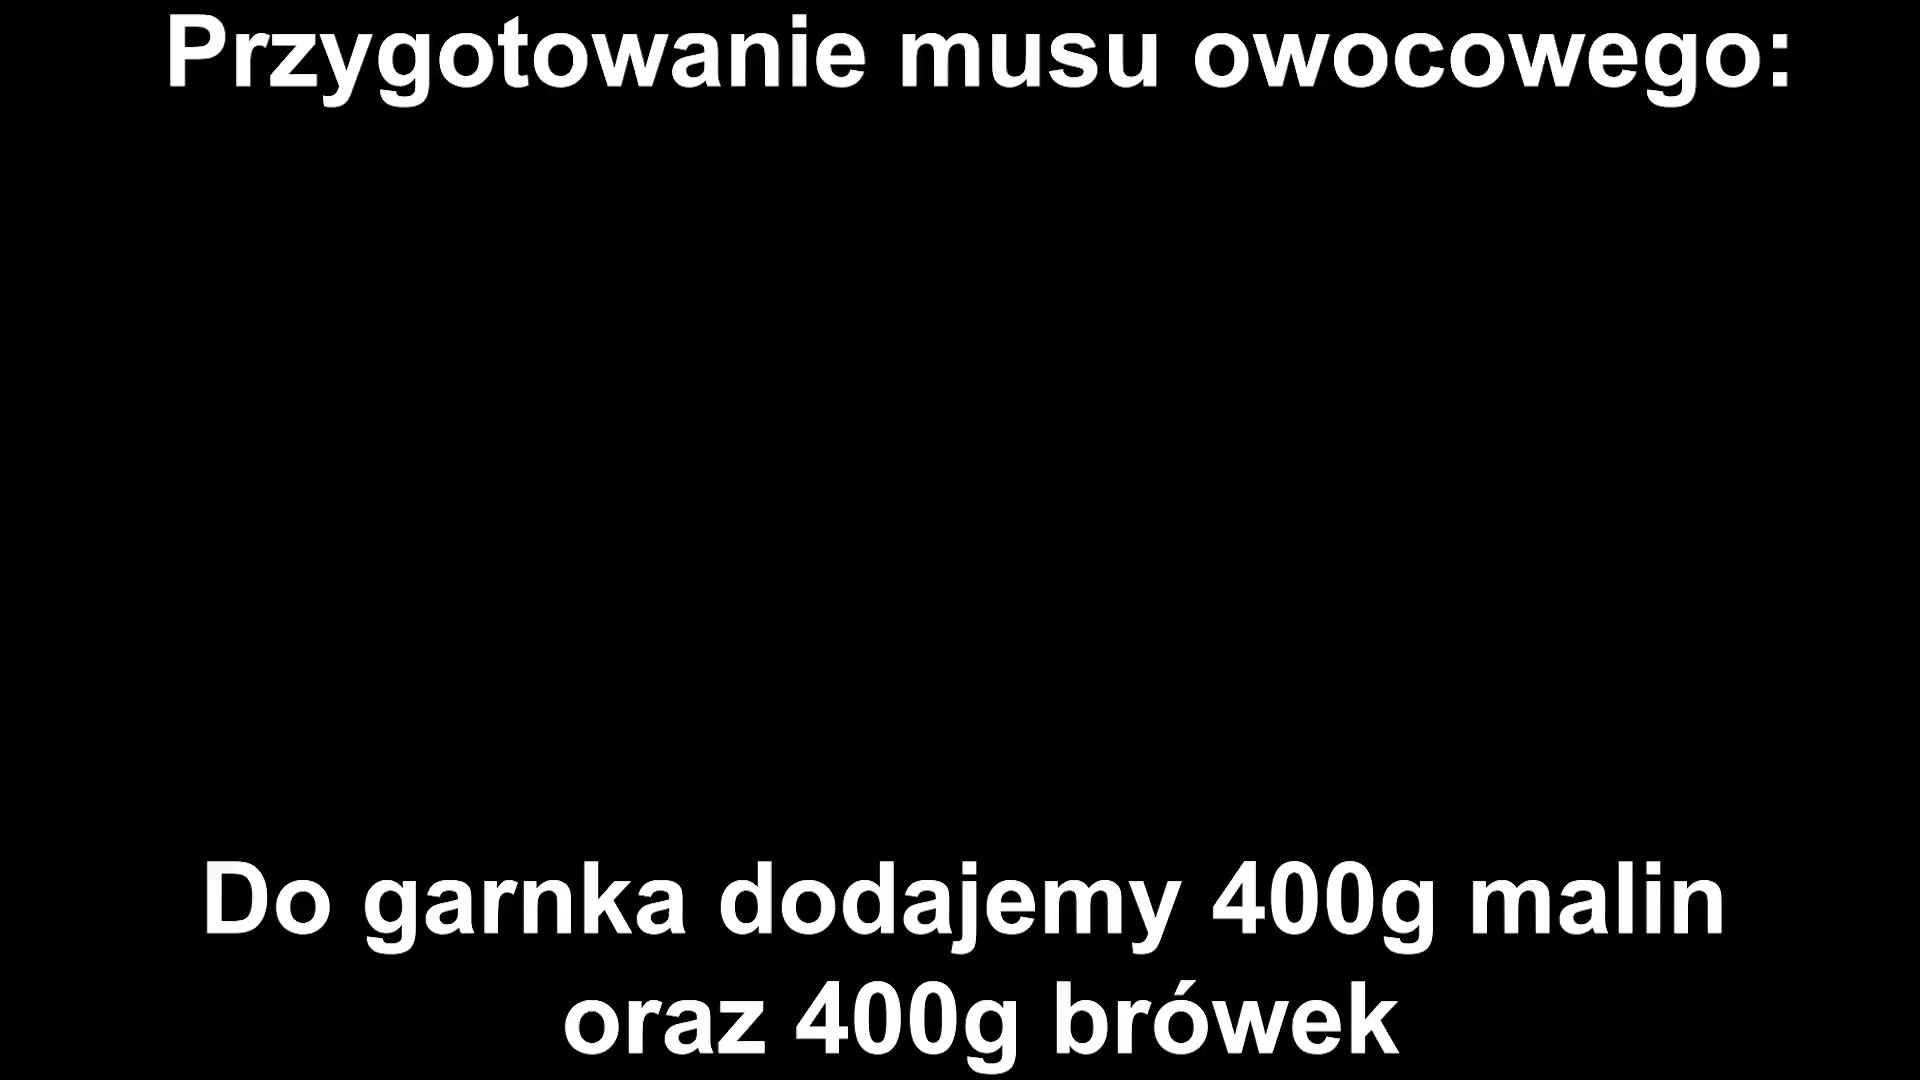 Przygotowanie musu owocowego:
Do garnka dodajemy 400g malin
oraz 400g brówek